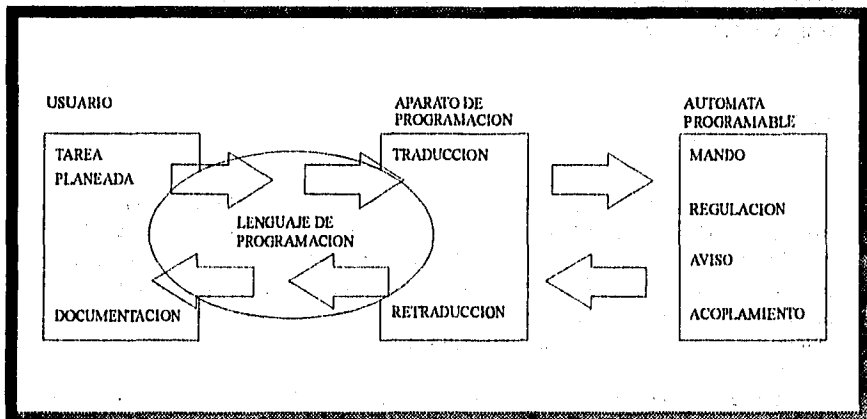 USUARIO
TAREA
PLANEADA
DOCUMENTACION
LENGUAJE DE
PROGRAMACION
APARATO DE
PROGRAMACION
TRADUCCION
RETRADUCCION
AUTOMATA
PROGRAMABLE
MANDO
REGULACION
AVISO
ACOPLAMIENTO